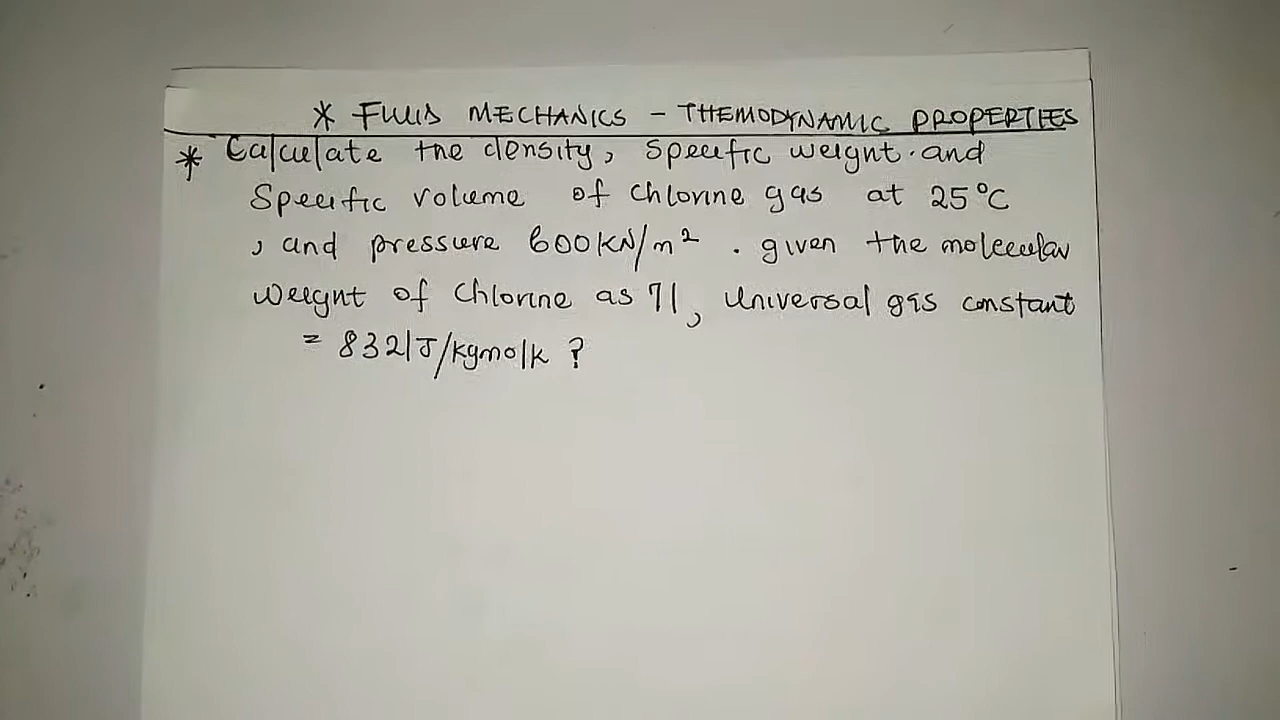 * FLUID MECHANICS - THEMODYNAMIC PROPERTIES
* Calculate the density, specific weight. and
specific volume of chlorine gas at 25°C
, and pressure 600KN/m². given the molecular
weight of chlorine as 71, universal gas constant
= 8321J/kgmolk ?